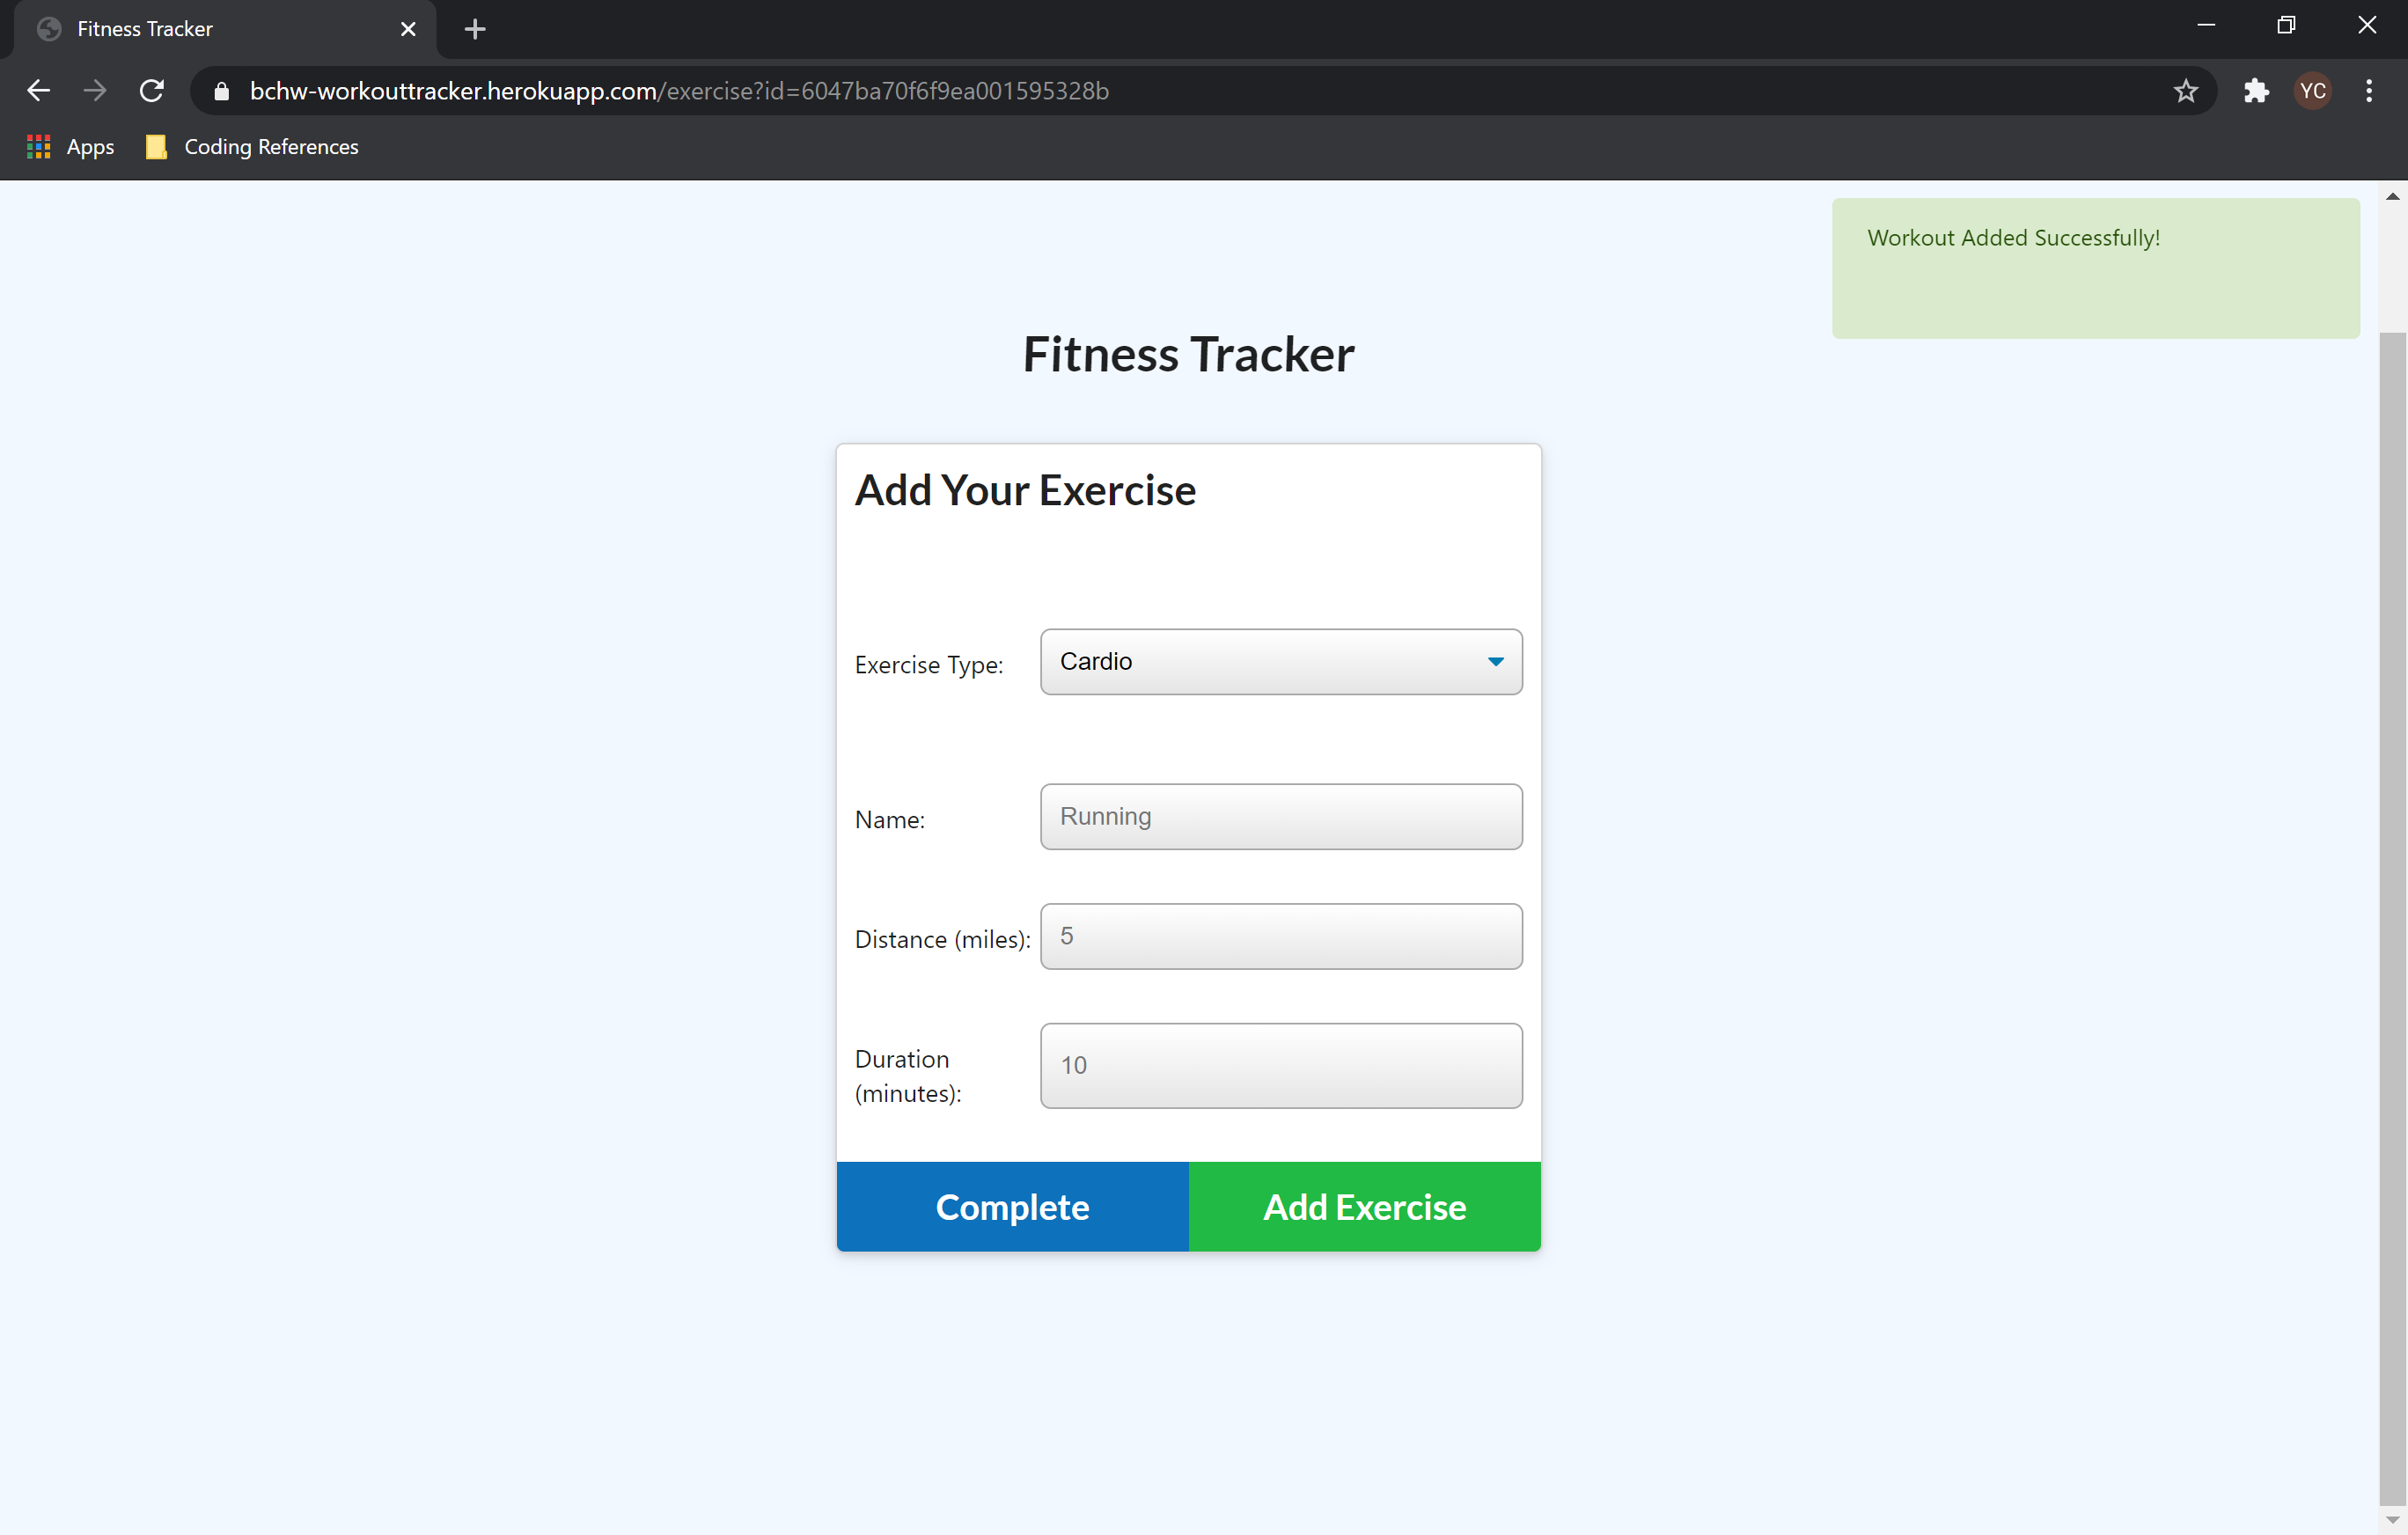 Fitness Tracker
bchw-workouttracker.herokuapp.com/exercise?id=6047ba70f6f9ea001595328b
YC
Apps
Coding References
Workout Added Successfully!
Fitness Tracker
Add Your Exercise
Exercise Type:
Cardio
Name:
Running
Distance (miles):
5
Duration
(minutes):
10
Complete
Add Exercise